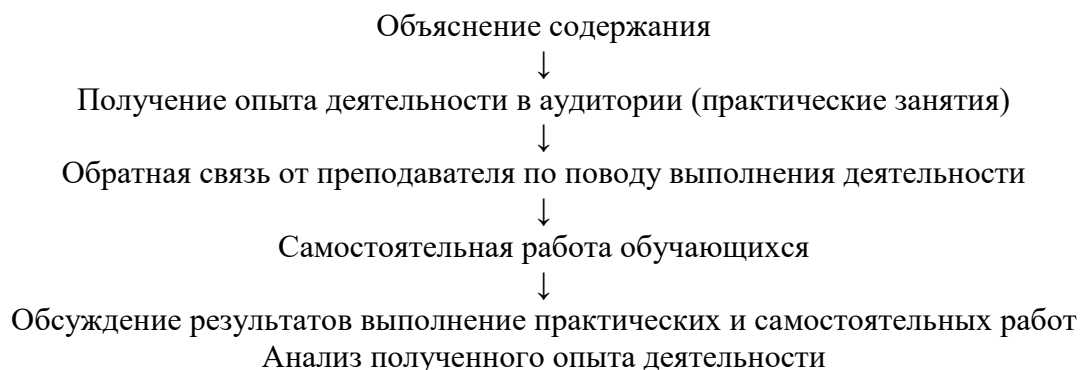 Объяснение содержания
↓
Получение опыта деятельности в аудитории (практические занятия)
↓
Обратная связь от преподавателя по поводу выполнения деятельности
↓
Самостоятельная работа обучающихся
↓
Обсуждение результатов выполнение практических и самостоятельных работ
Анализ полученного опыта деятельности